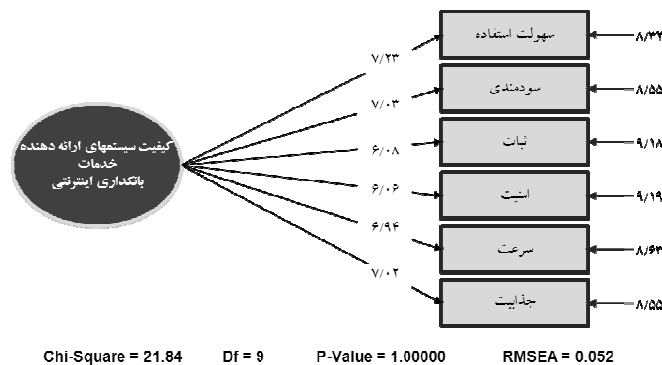 سهولت استفاده
۸/۳۲
۷/۲۳
سودمندی
۸/۵۵
۷/۰۳
ثبات
۹/۱۸
۶/۰۸
کیفیت سیستمهای ارائه دهنده
خدمات
بانکداری اینترنتی
امنیت
۹/۱۹
۶/۰۶
سرعت
۸/۶۳
۶/۹۴
جذابیت
۸/۵۵
۷/۰۲
Chi-Square = 21.84 Df = 9 P-Value = 1.00000 RMSEA = 0.052